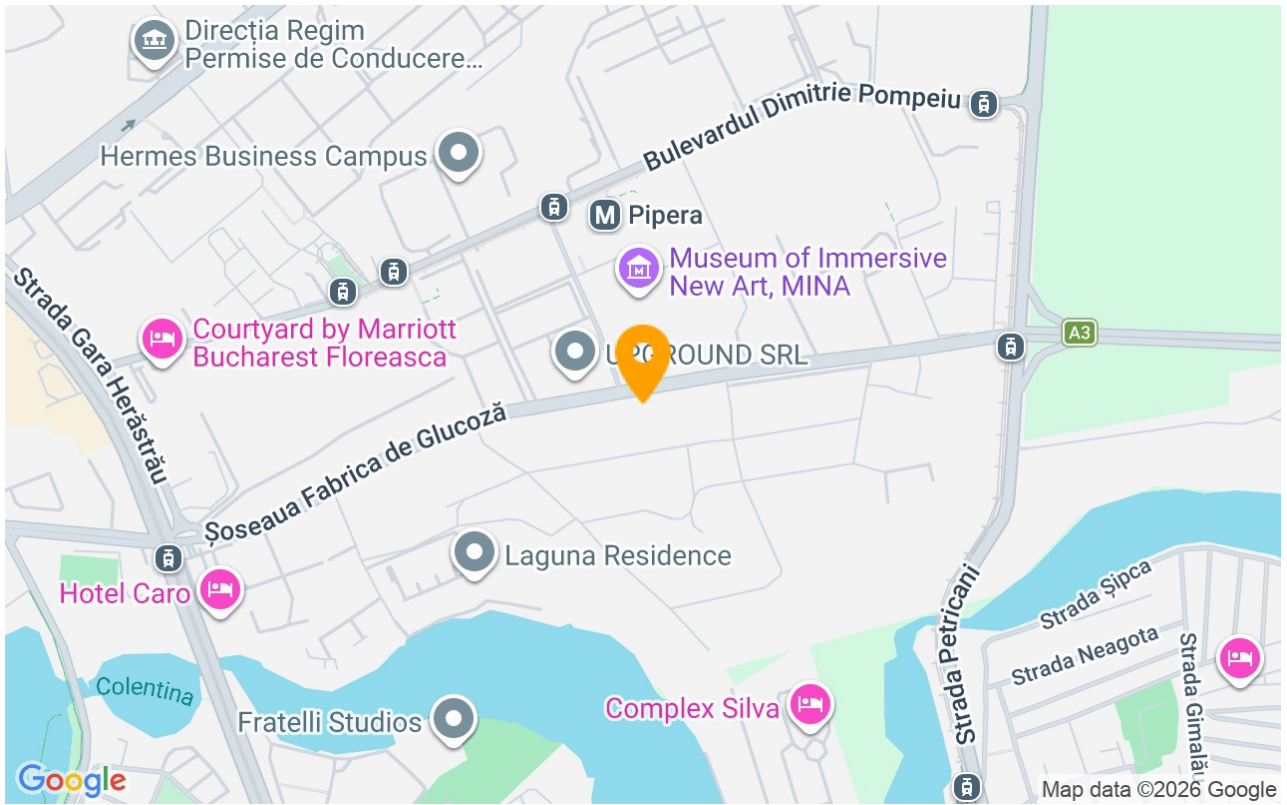 Direcția Regim
Permise de Conducere...
Bulevardul Dimitrie Pompeiu
Hermes Business Campus
M Pipera
Museum of Immersive
New Art, MINA
Strada Gara Herăstrău
Courtyard by Marriott
Bucharest Floreasca
A3
ROUND SRL
Șoseaua Fabrica de Glucoză
Laguna Residence
Hotel Caro
Strada Șipca
Strada Neagota
Strada Petricani
Colentina
Complex Silva
Fratelli Studios
Strada Gimalău
Google
Map data ©2026 Google